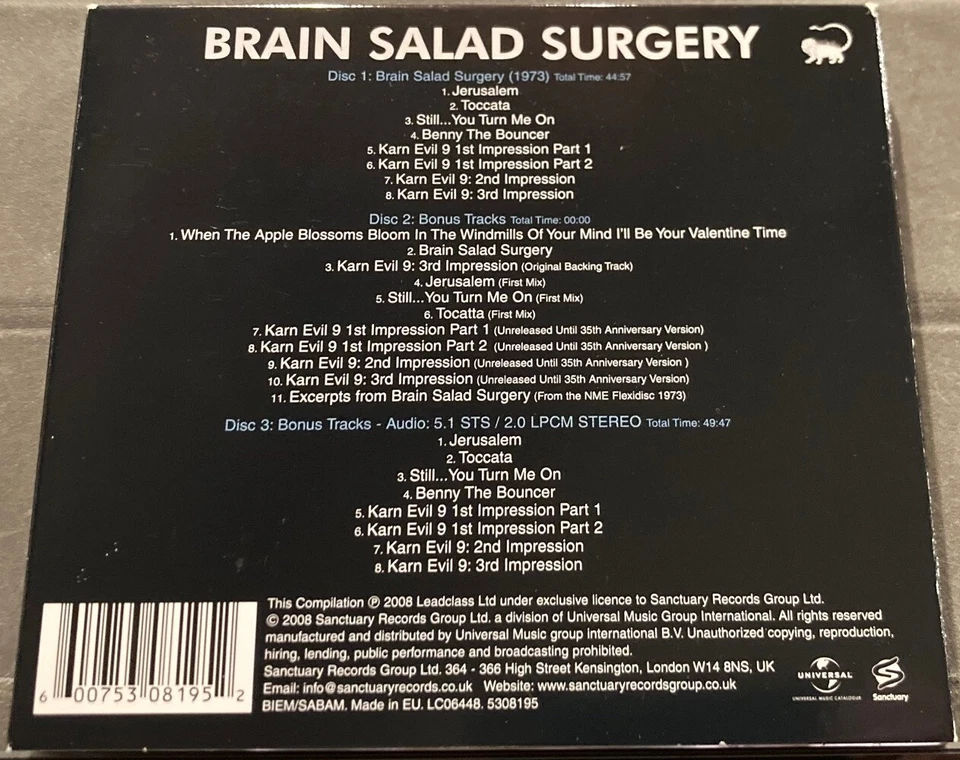 BRAIN SALAD SURGERY
Disc 1: Brain Salad Surgery (1973) Total Time: 44:57
1. Jerusalem
2. Toccata
3. Still...You Turn Me On
4. Benny The Bouncer
5. Karn Evil 9 1st Impression Part 1
6. Karn Evil 9 1st Impression Part 2
7. Karn Evil 9: 2nd Impression
8. Karn Evil 9: 3rd Impression
Disc 2: Bonus Tracks Total Time: 00:00
1. When The Apple Blossoms Bloom In The Windmills Of Your Mind I'll Be Your Valentine Time
2. Brain Salad Surgery
3. Karn Evil 9: 3rd Impression (Original Backing Track)
4. Jerusalem (First Mix)
5. Still...You Turn Me On (First Mix)
6. Tocatta (First Mix)
7. Karn Evil 9 1st Impression Part 1 (Unreleased Until 35th Anniversary Version)
8. Karn Evil 9 1st Impression Part 2 (Unreleased Until 35th Anniversary Version )
9. Karn Evil 9: 2nd Impression (Unreleased Until 35th Anniversary Version )
10. Karn Evil 9: 3rd Impression (Unreleased Until 35th Anniversary Version)
11. Excerpts from Brain Salad Surgery (From the NME Flexidisc 1973)
Disc 3: Bonus Tracks - Audio: 5.1 STS / 2.0 LPCM STEREO Total Time: 49:47
1. Jerusalem
2. Toccata
3. Still...You Turn Me On
4. Benny The Bouncer
5. Karn Evil 9 1st Impression Part 1
6. Karn Evil 9 1st Impression Part 2
7. Karn Evil 9: 2nd Impression
8. Karn Evil 9: 3rd Impression
This Compilation ℗ 2008 Leadclass Ltd under exclusive licence to Sanctuary Records Group Ltd.
© 2008 Sanctuary Records Group Ltd. a division of Universal Music Group International. All rights reserved
manufactured and distributed by Universal Music group international B.V. Unauthorized copying, reproduction,
hiring, lending, public performance and broadcasting prohibited.
Sanctuary Records Group Ltd. 364 - 366 High Street Kensington, London W14 8NS, UK
Email: info@sanctuaryrecords.co.uk Website: www.sanctuaryrecordsgroup.co.uk
BIEM/SABAM. Made in EU. LC06448. 5308195
6 00753 08195 2
UNIVERSAL
UNIVERSAL MUSIC CATALOGUE
Sanctuary